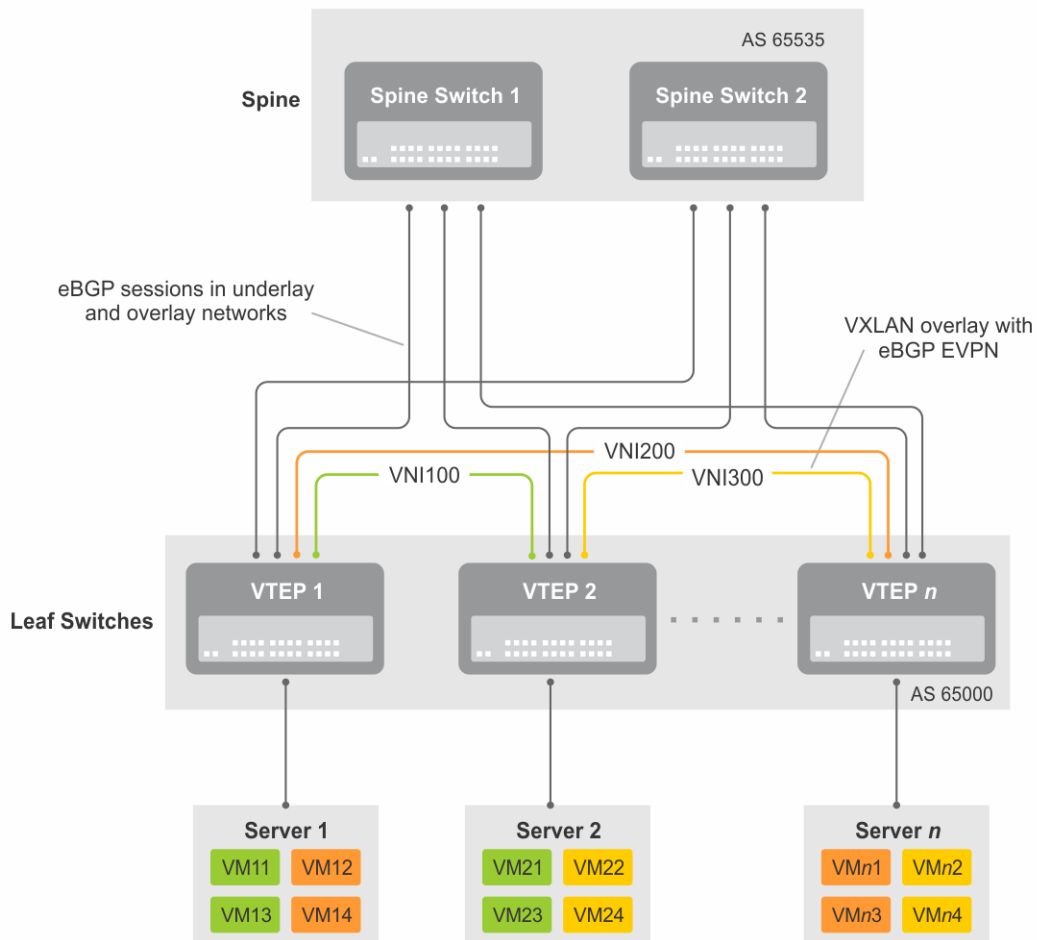 AS 65535
Spine
Spine Switch 1
Spine Switch 2
eBGP sessions in underlay
and overlay networks
VXLAN overlay with
eBGP EVPN
VNI200
VNI100
VNI300
Leaf Switches
VTEP 1
VTEP 2
VTEP n
AS 65000
Server 1
VM11
VM12
VM13
VM14
Server 2
VM21
VM22
VM23
VM24
Server n
VMn1
VMn2
VMn3
VMn4